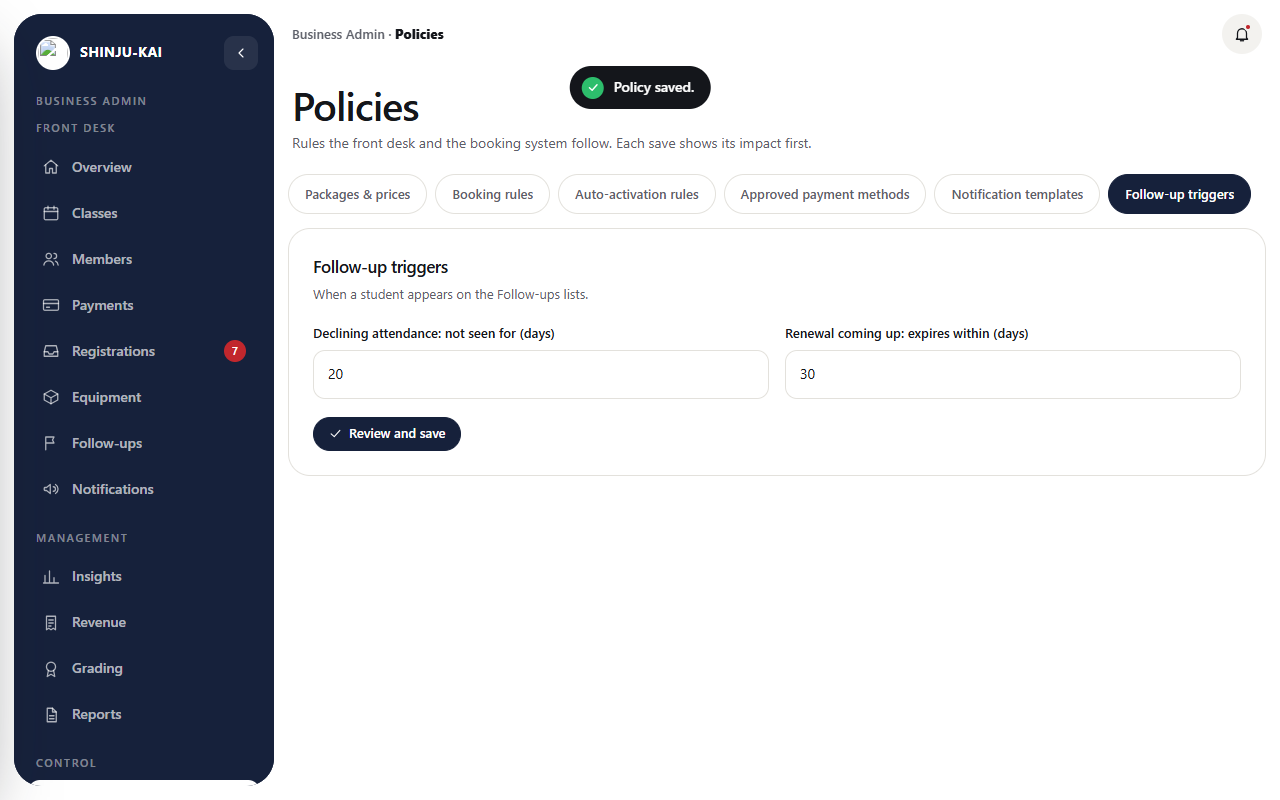 SHINJU-KAI
BUSINESS ADMIN
FRONT DESK
Overview
Classes
Members
Payments
Registrations 7
Equipment
Follow-ups
Notifications
MANAGEMENT
Insights
Revenue
Grading
Reports
CONTROL
Business Admin · Policies
Policy saved.
Policies
Rules the front desk and the booking system follow. Each save shows its impact first.
Packages & prices Booking rules Auto-activation rules Approved payment methods Notification templates Follow-up triggers
Follow-up triggers
When a student appears on the Follow-ups lists.
Declining attendance: not seen for (days) Renewal coming up: expires within (days)
20 30
Review and save